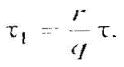 τ₁ = r/q τ.